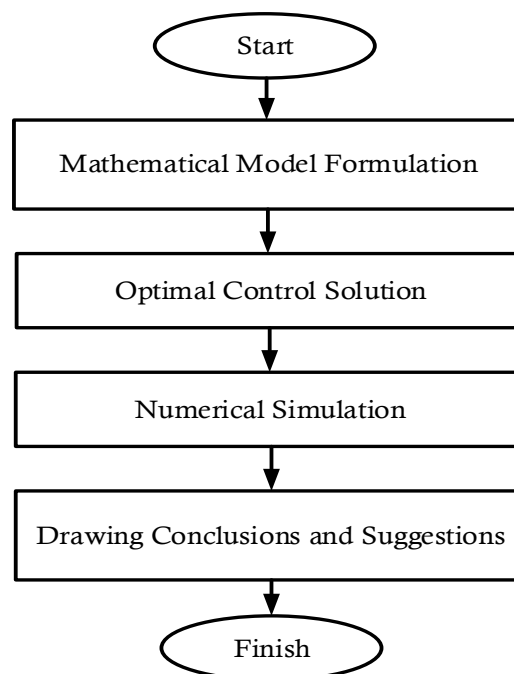 Start
Mathematical Model Formulation
Optimal Control Solution
Numerical Simulation
Drawing Conclusions and Suggestions
Finish